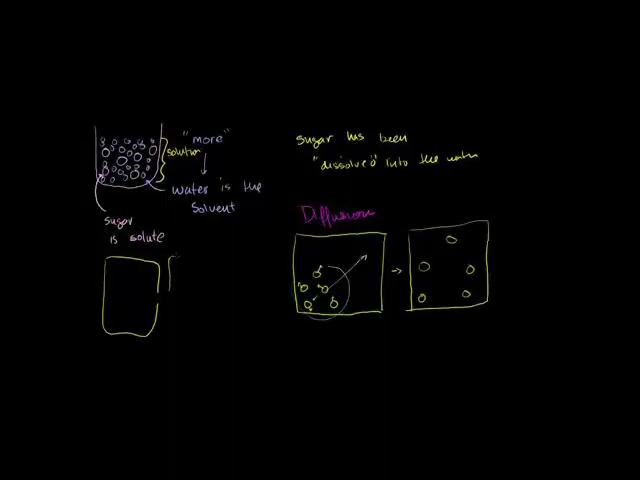 "more"
solution
water is the
solvent
sugar
is solute
sugar has been
"dissolved" into the water
Diffusion